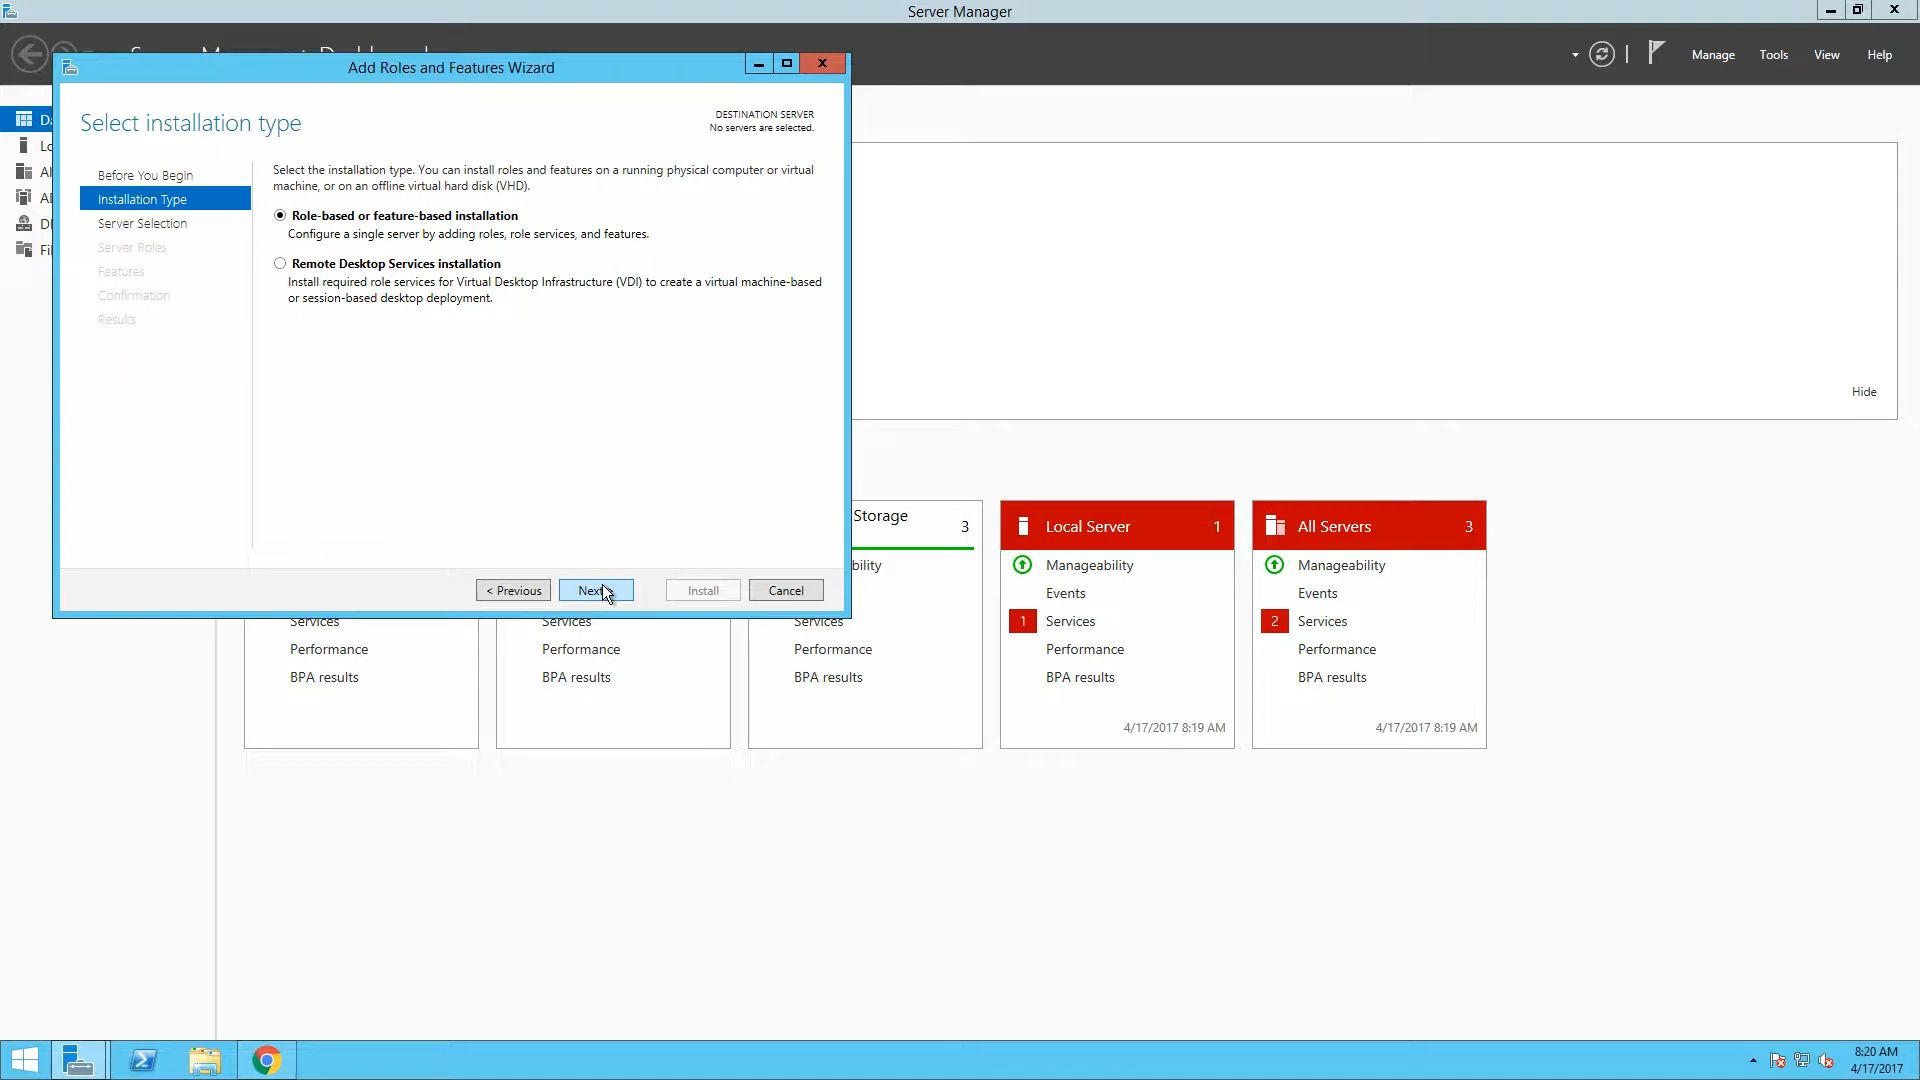 Server Manager
Manage
Tools
View
Help
Add Roles and Features Wizard
Select installation type
DESTINATION SERVER
No servers are selected.
Before You Begin
Installation Type
Server Selection
Server Roles
Features
Confirmation
Results
Select the installation type. You can install roles and features on a running physical computer or virtual
machine, or on an offline virtual hard disk (VHD).
Role-based or feature-based installation
Configure a single server by adding roles, role services, and features.
Remote Desktop Services installation
Install required role services for Virtual Desktop Infrastructure (VDI) to create a virtual machine-based
or session-based desktop deployment.
< Previous
Next
Install
Cancel
Hide
Storage
3
Local Server
1
All Servers
3
Manageability
Events
1
Services
Performance
BPA results
4/17/2017 8:19 AM
Manageability
Events
2
Services
Performance
BPA results
4/17/2017 8:19 AM
Services
Performance
BPA results
Services
Performance
BPA results
Services
Performance
BPA results
8:20 AM
4/17/2017